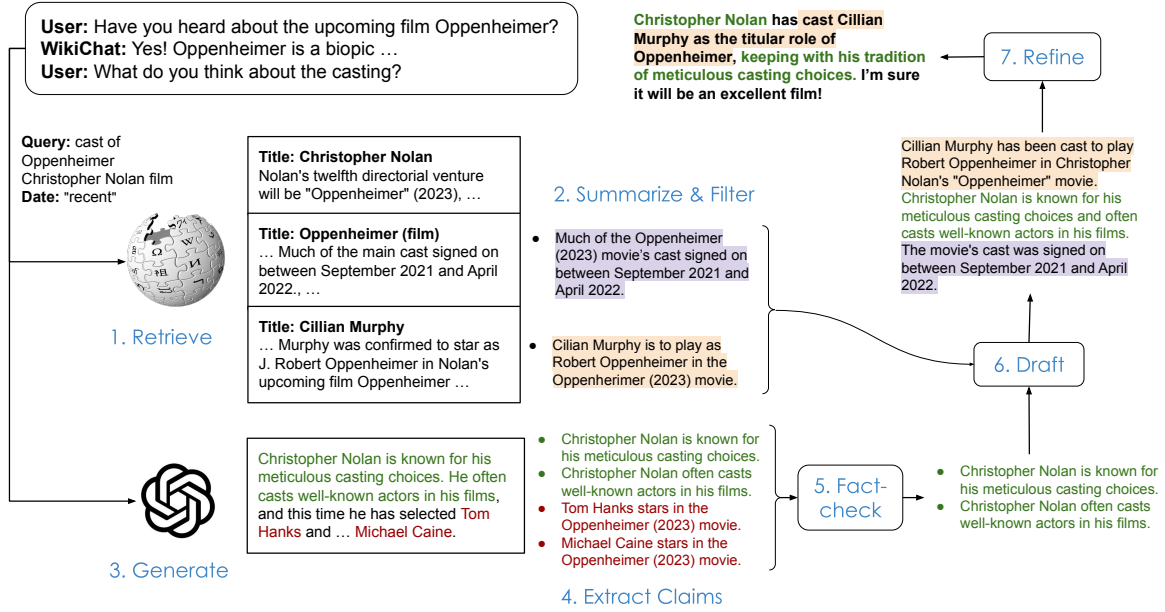 User: Have you heard about the upcoming film Oppenheimer?
WikiChat: Yes! Oppenheimer is a biopic …
User: What do you think about the casting?
Query: cast of
Oppenheimer
Christopher Nolan film
Date: "recent"
1. Retrieve
Title: Christopher Nolan
Nolan's twelfth directorial venture
will be "Oppenheimer" (2023), …
Title: Oppenheimer (film)
… Much of the main cast signed on
between September 2021 and April
2022., …
Title: Cillian Murphy
… Murphy was confirmed to star as
J. Robert Oppenheimer in Nolan's
upcoming film Oppenheimer …
2. Summarize & Filter
● Much of the Oppenheimer
(2023) movie's cast signed on
between September 2021 and
April 2022.
● Cilian Murphy is to play as
Robert Oppenheimer in the
Oppenherimer (2023) movie.
3. Generate
Christopher Nolan is known for his
meticulous casting choices. He often
casts well-known actors in his films,
and this time he has selected Tom
Hanks and … Michael Caine.
● Christopher Nolan is known for
his meticulous casting choices.
● Christopher Nolan often casts
well-known actors in his films.
● Tom Hanks stars in the
Oppenheimer (2023) movie.
● Michael Caine stars in the
Oppenheimer (2023) movie.
4. Extract Claims
5. Fact-
check
● Christopher Nolan is known for
his meticulous casting choices.
● Christopher Nolan often casts
well-known actors in his films.
6. Draft
Cillian Murphy has been cast to play
Robert Oppenheimer in Christopher
Nolan's "Oppenheimer" movie.
Christopher Nolan is known for his
meticulous casting choices and often
casts well-known actors in his films.
The movie's cast was signed on
between September 2021 and April
2022.
7. Refine
Christopher Nolan has cast Cillian
Murphy as the titular role of
Oppenheimer, keeping with his tradition
of meticulous casting choices. I'm sure
it will be an excellent film!